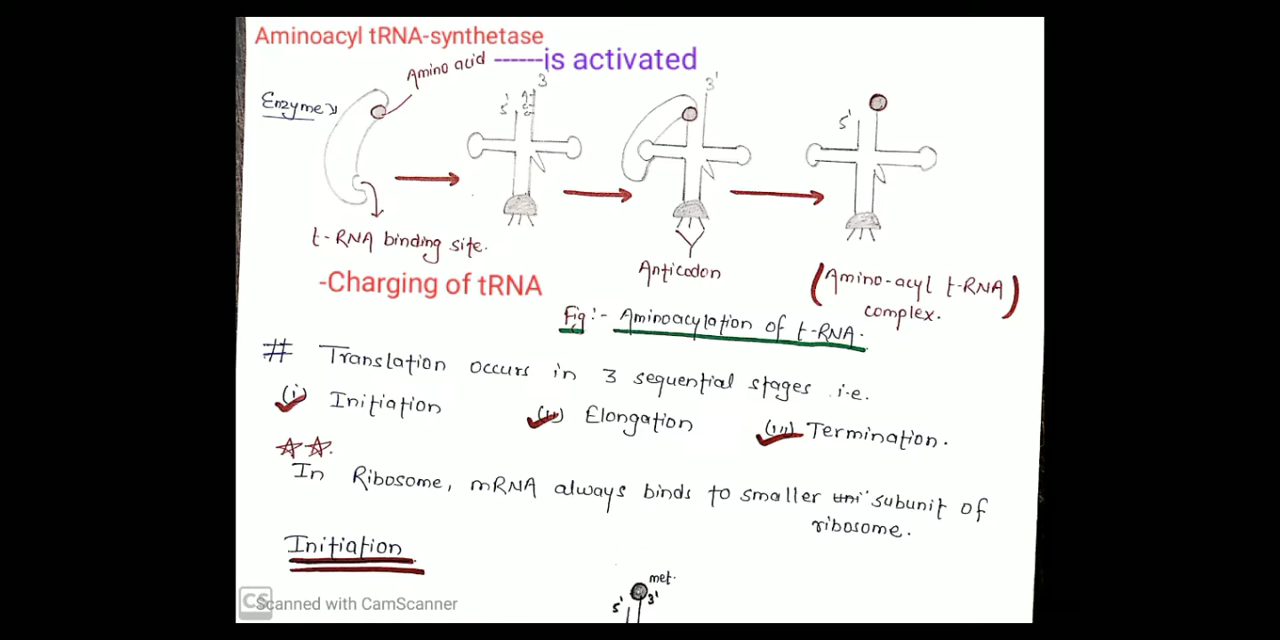 Aminoacyl tRNA-synthetase
Amino acid ------is activated
Enzyme
3
5'
3'
5'
t-RNA binding site.
Anticodon
-Charging of tRNA
(Amino-acyl t-RNA)
complex.
Fig:- Aminoacylation of t-RNA.
# Translation occurs in 3 sequential stages i.e.
(i) Initiation (ii) Elongation (iii) Termination.
In Ribosome, mRNA always binds to smaller uni subunit of
ribosome.
Initiation
met.
5' 3'
CS Scanned with CamScanner